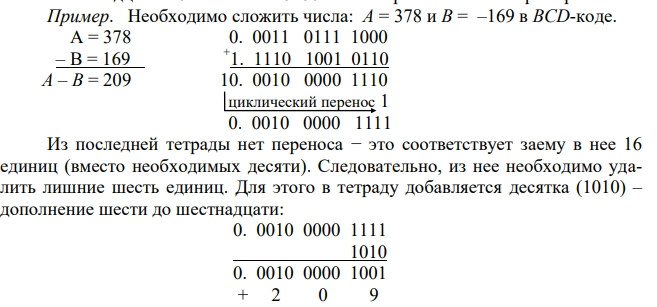 Пример. Необходимо сложить числа: A = 378 и B = –169 в BCD-коде.
A = 378 0. 0011 0111 1000
– B = 169 +1. 1110 1001 0110
A – B = 209 10. 0010 0000 1110
циклический перенос 1
0. 0010 0000 1111
Из последней тетрады нет переноса − это соответствует заему в нее 16
единиц (вместо необходимых десяти). Следовательно, из нее необходимо уда-
лить лишние шесть единиц. Для этого в тетраду добавляется десятка (1010) –
дополнение шести до шестнадцати:
0. 0010 0000 1111
1010
0. 0010 0000 1001
+ 2 0 9